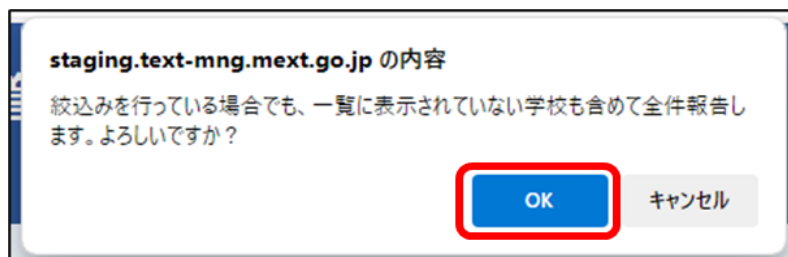 staging.text-mng.mext.go.jp の内容
絞込みを行っている場合でも、一覧に表示されていない学校も含めて全件報告し
ます。よろしいですか？
OK キャンセル